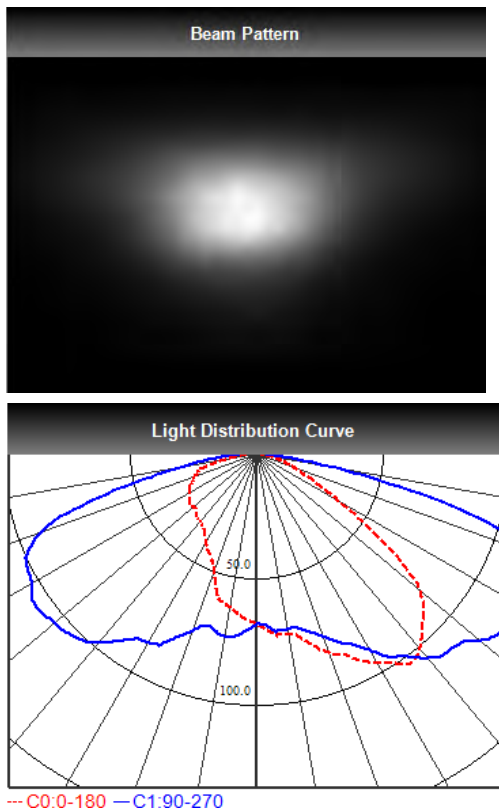 Beam Pattern
Light Distribution Curve
50.0
100.0
--- C0:0-180 — C1:90-270